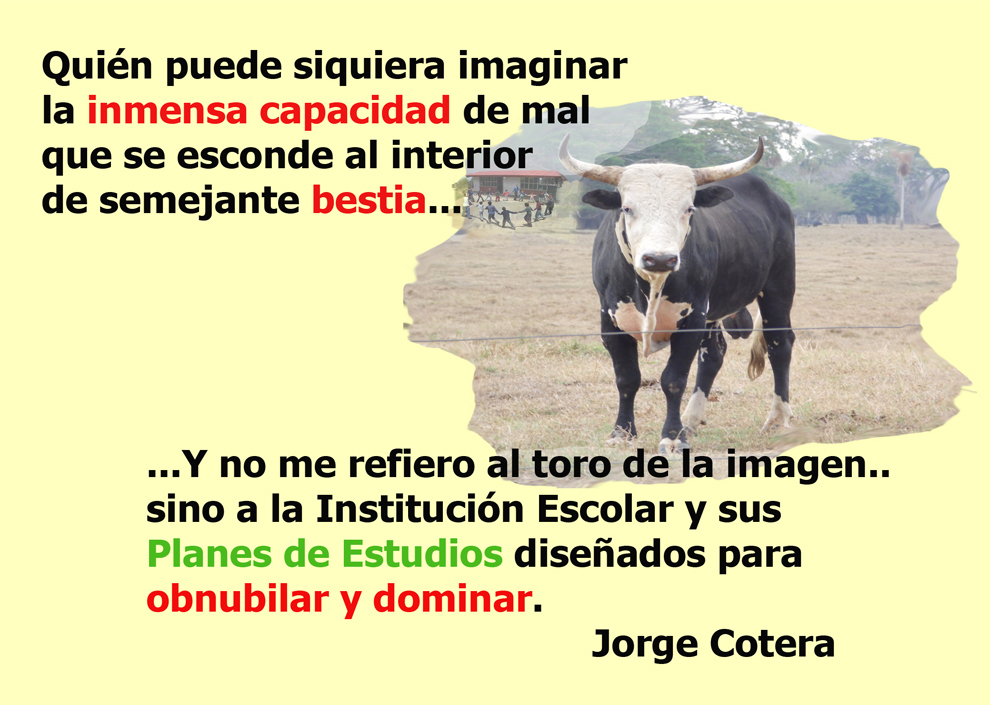 Quién puede siquiera imaginar
la inmensa capacidad de mal
que se esconde al interior
de semejante bestia...
...Y no me refiero al toro de la imagen..
sino a la Institución Escolar y sus
Planes de Estudios diseñados para
obnubilar y dominar.
Jorge Cotera